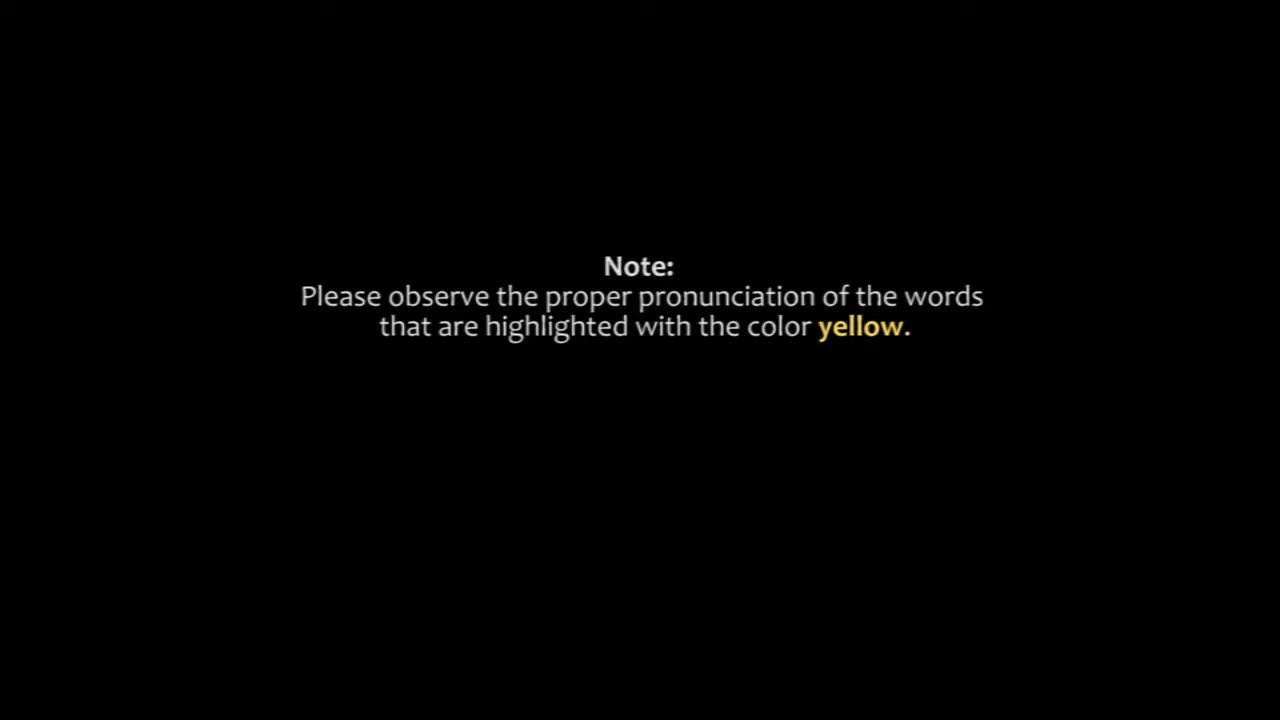 Note:
Please observe the proper pronunciation of the words
that are highlighted with the color yellow.